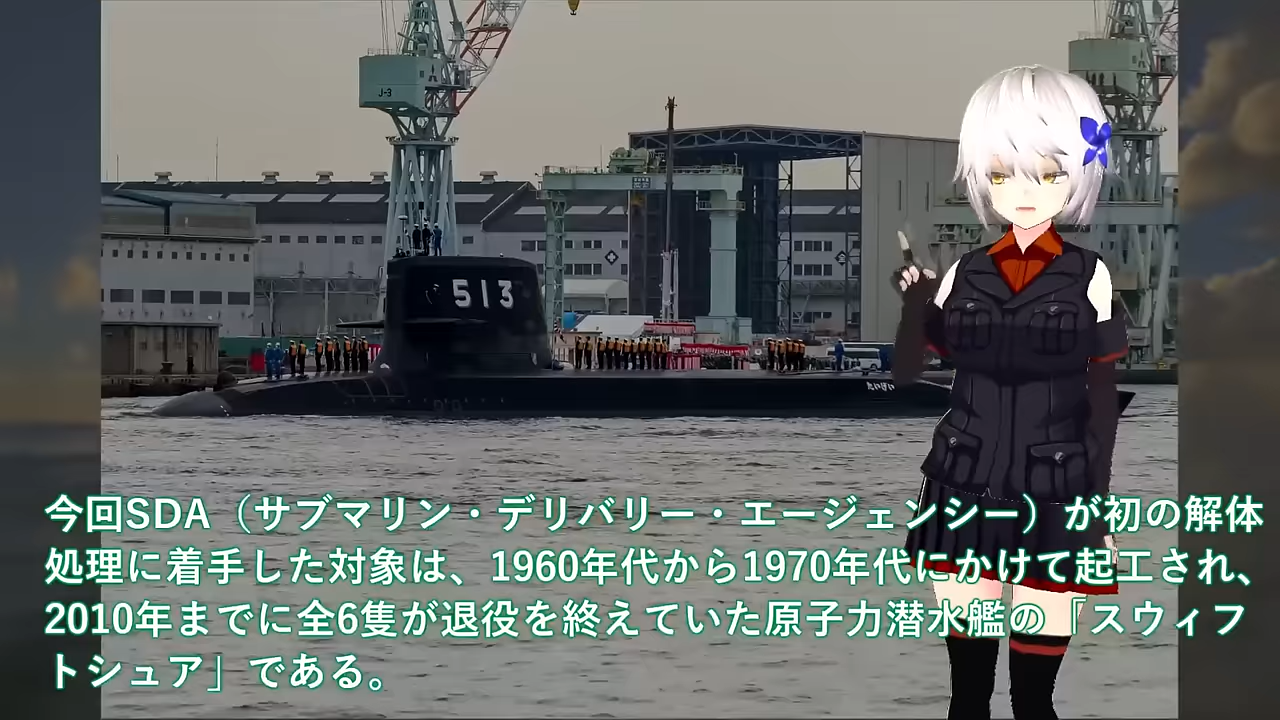 J-3
513
たいげい
今回SDA（サブマリン・デリバリー・エージェンシー）が初の解体
処理に着手した対象は、1960年代から1970年代にかけて起工され、
2010年までに全6隻が退役を終えていた原子力潜水艦の「スウィフ
トシュア」である。